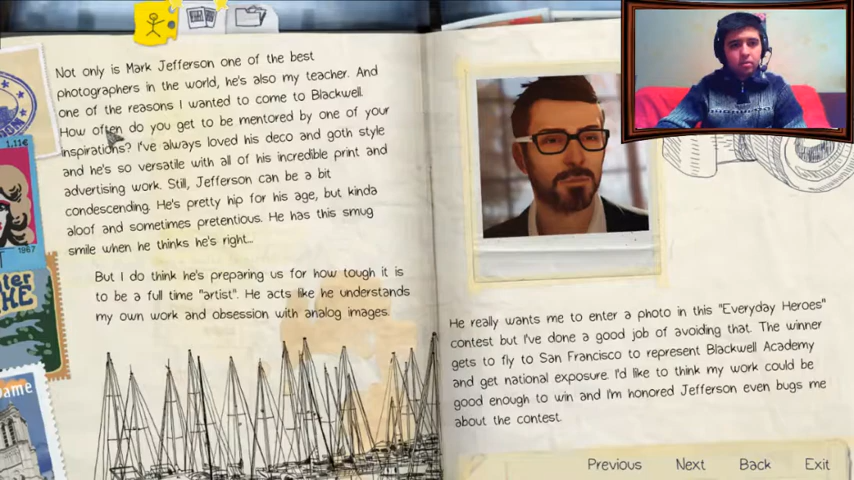 Not only is Mark Jefferson one of the best
photographers in the world, he's also my teacher. And
one of the reasons I wanted to come to Blackwell.
How often do you get to be mentored by one of your
inspirations? I've always loved his deco and goth style
and he's so versatile with all of his incredible print and
advertising work. Still, Jefferson can be a bit
condescending. He's pretty hip for his age, but kinda
aloof and sometimes pretentious. He has this smug
smile when he thinks he's right...
But I do think he's preparing us for how tough it is
to be a full time "artist". He acts like he understands
my own work and obsession with analog images.
1,11€
1967
He really wants me to enter a photo in this "Everyday Heroes"
contest but I've done a good job of avoiding that. The winner
gets to fly to San Francisco to represent Blackwell Academy
and get national exposure. I'd like to think my work could be
good enough to win and I'm honored Jefferson even bugs me
about the contest.
Previous Next Back Exit